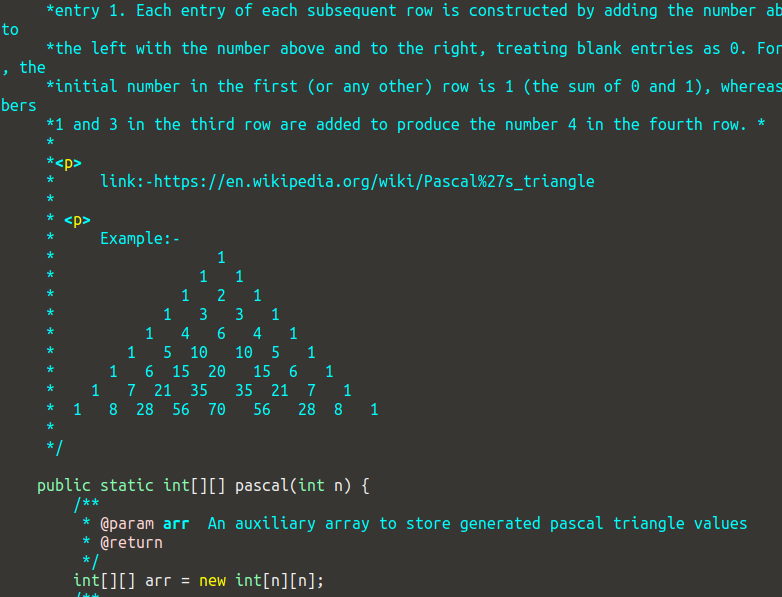 *entry 1. Each entry of each subsequent row is constructed by adding the number ab
to
*the left with the number above and to the right, treating blank entries as 0. For
, the
*initial number in the first (or any other) row is 1 (the sum of 0 and 1), whereas
bers
*1 and 3 in the third row are added to produce the number 4 in the fourth row. *
*
*<p>
*     link:-https://en.wikipedia.org/wiki/Pascal%27s_triangle
*
* <p>
*     Example:-
*                  1
*                1   1
*              1   2   1
*            1   3   3   1
*          1   4   6   4   1
*        1   5  10   10  5   1
*      1   6  15  20   15  6   1
*    1   7  21  35   35  21  7   1
*  1   8  28  56  70   56   28  8   1
*
*/
public static int[][] pascal(int n) {
/**
* @param arr  An auxiliary array to store generated pascal triangle values
* @return
*/
int[][] arr = new int[n][n];
/**